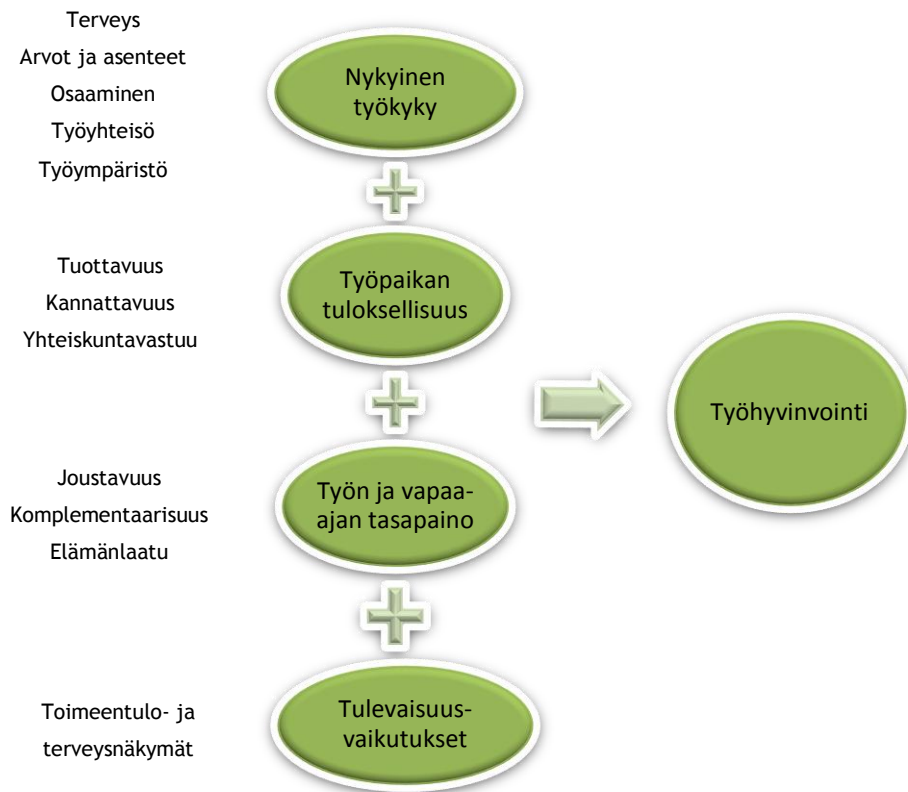 Terveys
Arvot ja asenteet
Osaaminen
Työyhteisö
Työympäristö
Nykyinen
työkyky
Tuottavuus
Kannattavuus
Yhteiskuntavastuu
Työpaikan
tuloksellisuus
Joustavuus
Komplementaarisuus
Elämänlaatu
Työn ja vapaa-
ajan tasapaino
Toimeentulo- ja
terveysnäkymät
Tulevaisuus-
vaikutukset
Työhyvinvointi